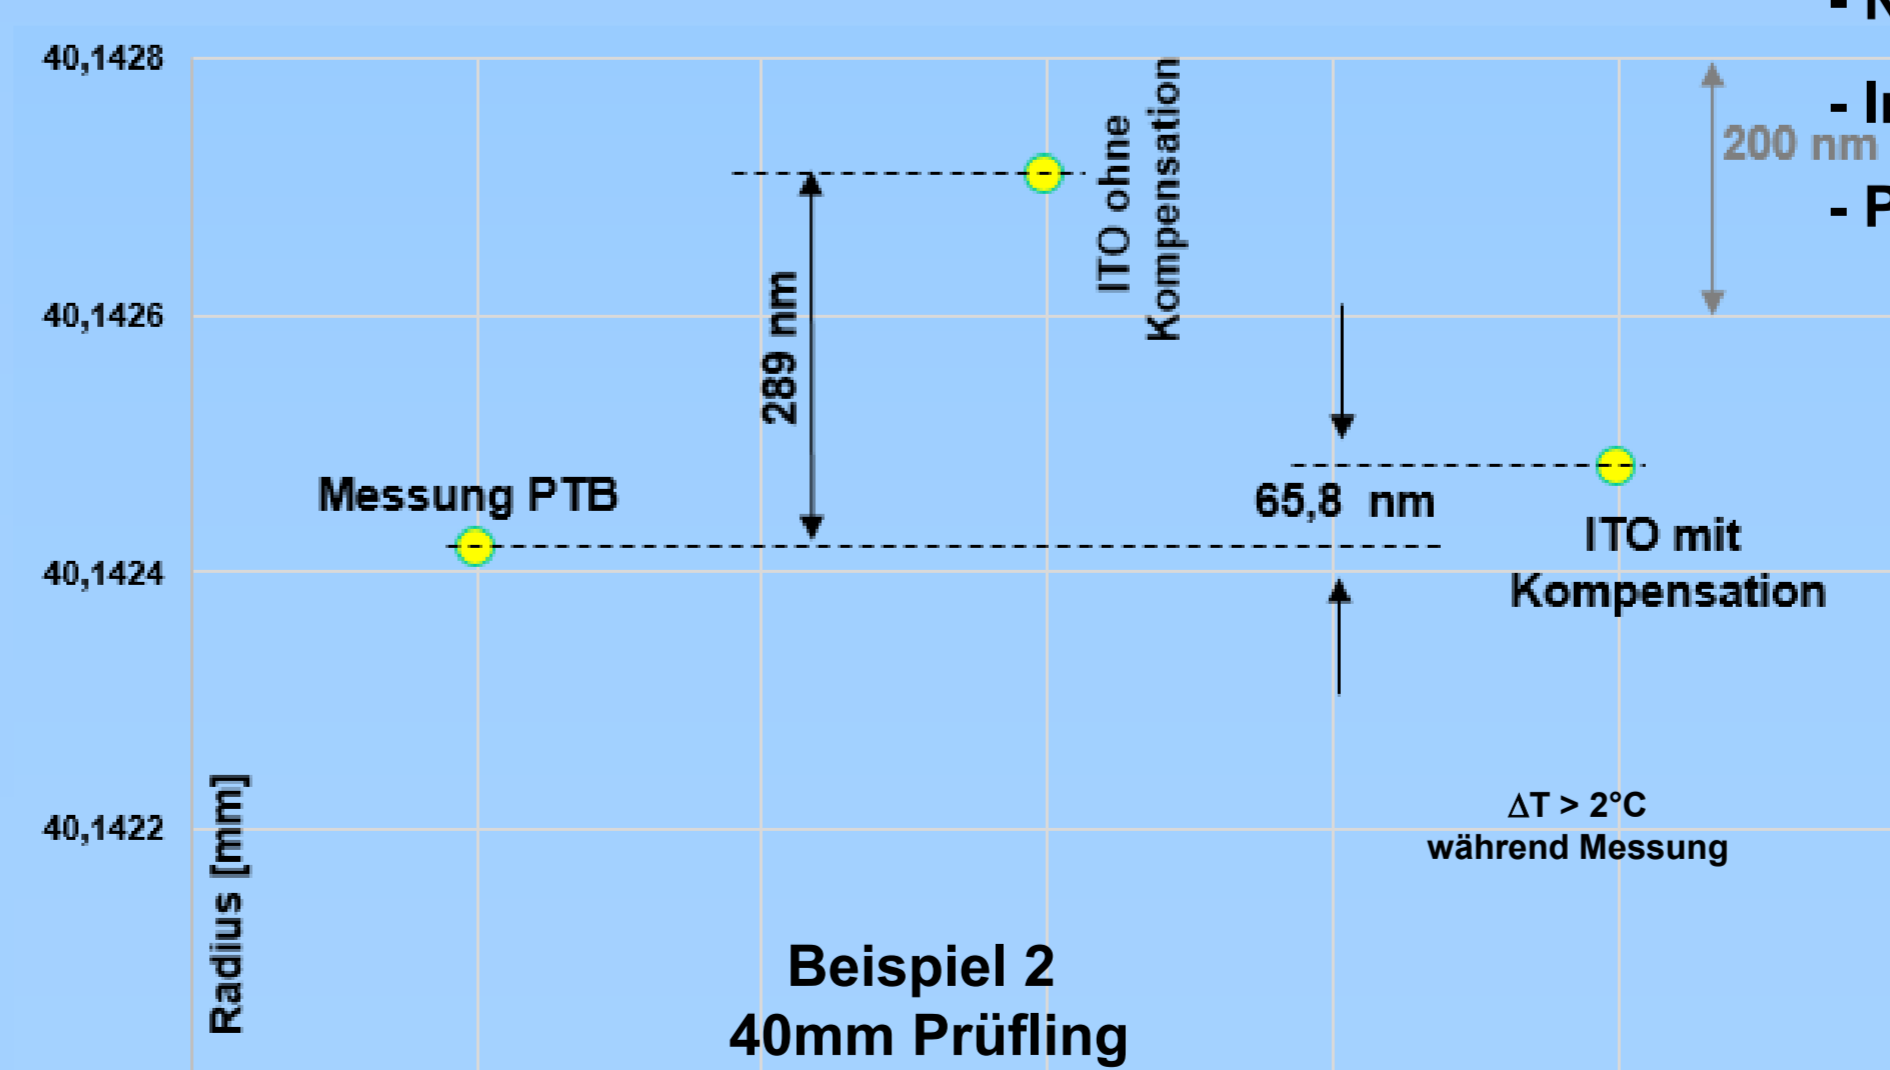 40,1428
40,1426
40,1424
40,1422
Radius [mm]
Messung PTB
289 nm
ITO ohne
Kompensation
200 nm
65,8 nm
ITO mit
Kompensation
ΔT > 2°C
während Messung
Beispiel 2
40mm Prüfling